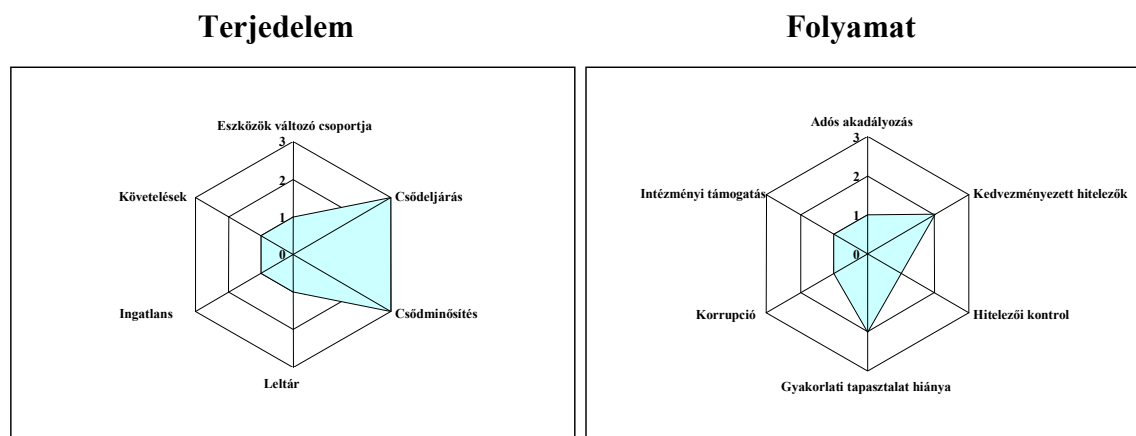 Terjedelem
Eszközök változó csoportja
3
2
1
0
Követelések
Csődeljárás
Ingatlans
Csődminősítés
Leltár
Folyamat
Adós akadályozás
3
2
1
0
Intézményi támogatás
Kedvezményezett hitelezők
Korrupció
Hitelezői kontrol
Gyakorlati tapasztalat hiánya